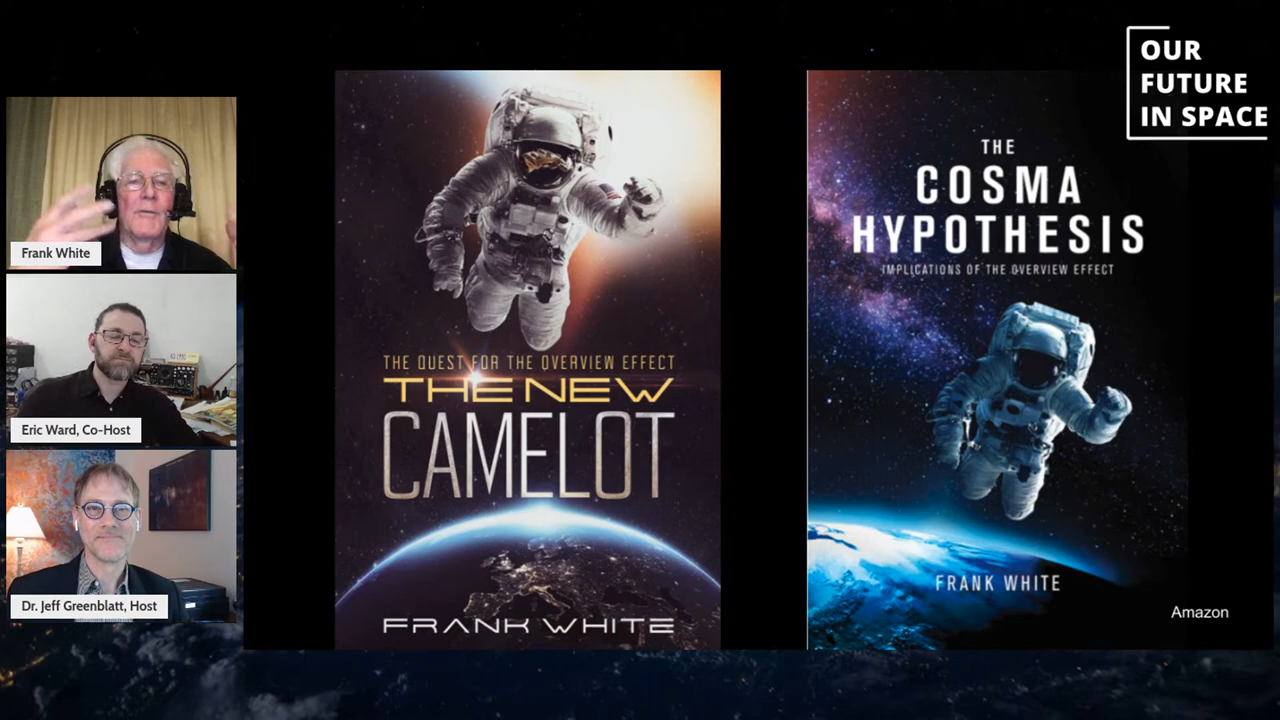 OUR
FUTURE
IN SPACE
Frank White
Eric Ward, Co-Host
Dr. Jeff Greenblatt, Host
THE QUEST FOR THE OVERVIEW EFFECT
THE NEW
CAMELOT
FRANK WHITE
THE
COSMA
HYPOTHESIS
IMPLICATIONS OF THE OVERVIEW EFFECT
FRANK WHITE
Amazon